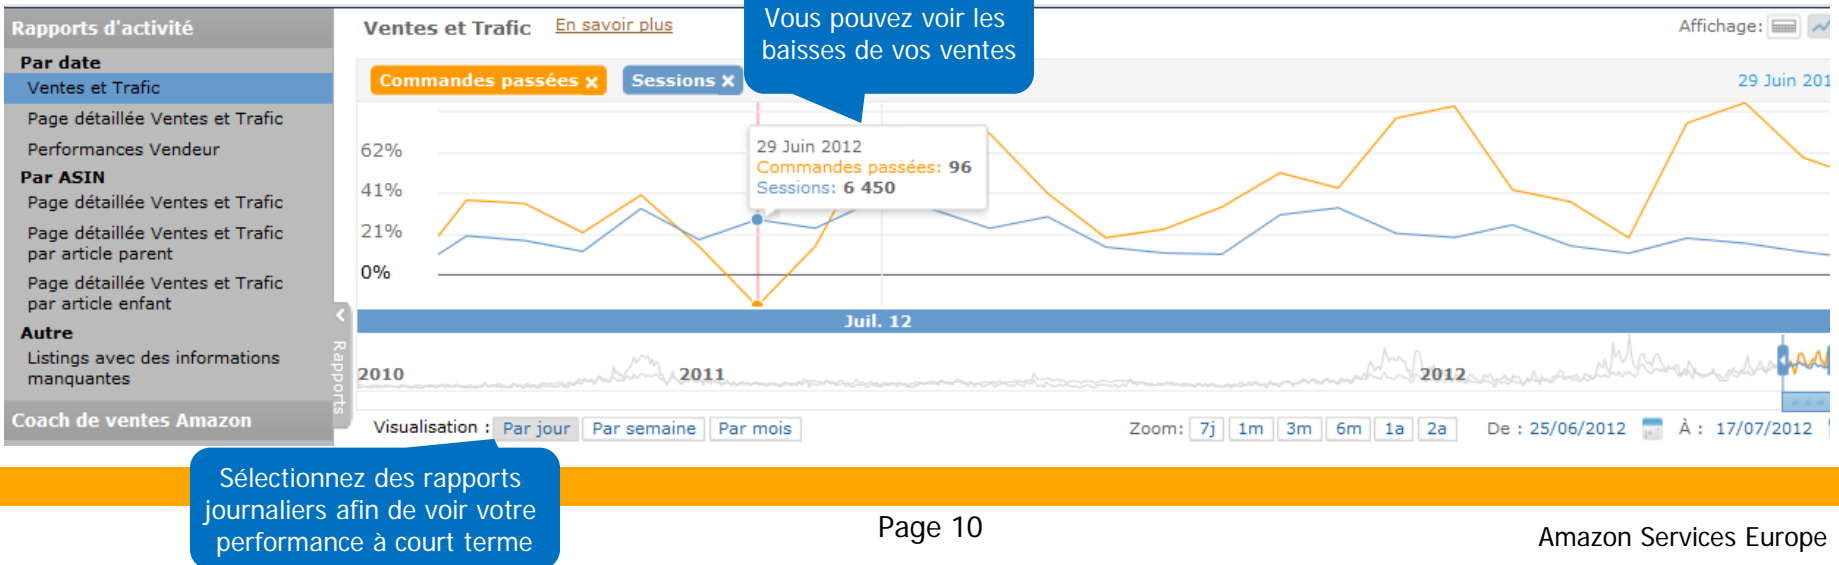 Rapports d'activité
Par date
Ventes et Trafic
Page détaillée Ventes et Trafic
Performances Vendeur
Par ASIN
Page détaillée Ventes et Trafic
Page détaillée Ventes et Trafic
par article parent
Page détaillée Ventes et Trafic
par article enfant
Autre
Listings avec des informations
manquantes
Coach de ventes Amazon
Rapports
Ventes et Trafic En savoir plus
Vous pouvez voir les
baisses de vos ventes
Affichage:
Commandes passées x Sessions x
29 Juin 201
62%
41%
21%
0%
29 Juin 2012
Commandes passées: 96
Sessions: 6 450
Juil. 12
2010 2011 2012
Visualisation : Par jour Par semaine Par mois
Zoom: 7j 1m 3m 6m 1a 2a De : 25/06/2012 À : 17/07/2012
Sélectionnez des rapports
journaliers afin de voir votre
performance à court terme
Page 10
Amazon Services Europe